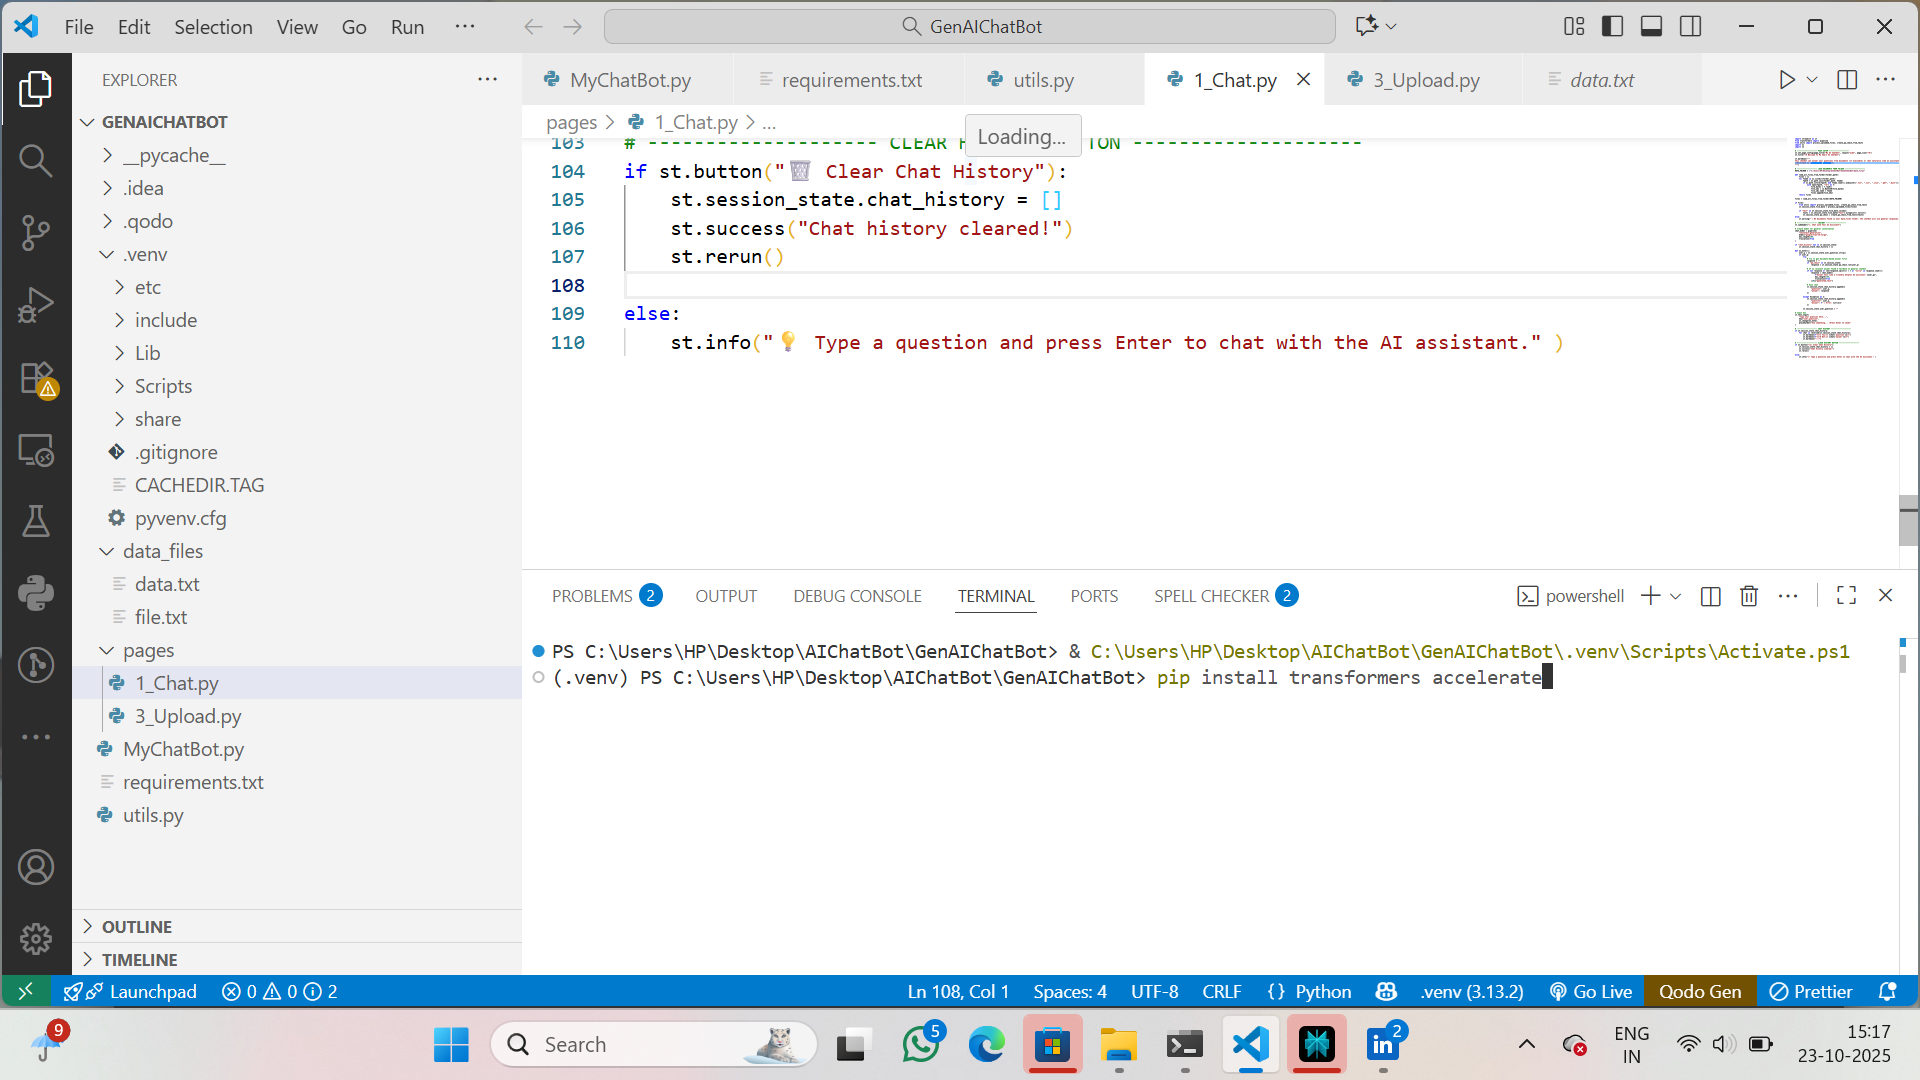 File Edit Selection View Go Run ...
GenAIChatBot
EXPLORER
GENAICHATBOT
__pycache__
.idea
.qodo
.venv
etc
include
Lib
Scripts
share
.gitignore
CACHEDIR.TAG
pyvenv.cfg
data_files
data.txt
file.txt
pages
1_Chat.py
3_Upload.py
MyChatBot.py
requirements.txt
utils.py
OUTLINE
TIMELINE
MyChatBot.py requirements.txt utils.py 1_Chat.py 3_Upload.py data.txt
pages > 1_Chat.py > ...
Loading...
103 # -------------------- CLEAR H TON --------------------
104 if st.button("🗑️ Clear Chat History"):
105 st.session_state.chat_history = []
106 st.success("Chat history cleared!")
107 st.rerun()
108
109 else:
110 st.info("💡 Type a question and press Enter to chat with the AI assistant." )
PROBLEMS 2 OUTPUT DEBUG CONSOLE TERMINAL PORTS SPELL CHECKER 2 powershell
PS C:\Users\HP\Desktop\AIChatBot\GenAIChatBot> & C:\Users\HP\Desktop\AIChatBot\GenAIChatBot\.venv\Scripts\Activate.ps1
(.venv) PS C:\Users\HP\Desktop\AIChatBot\GenAIChatBot> pip install transformers accelerate
Launchpad 0 0 2 Ln 108, Col 1 Spaces: 4 UTF-8 CRLF {} Python .venv (3.13.2) Go Live Qodo Gen Prettier
9 Search 5 2 ENG IN 15:17
23-10-2025